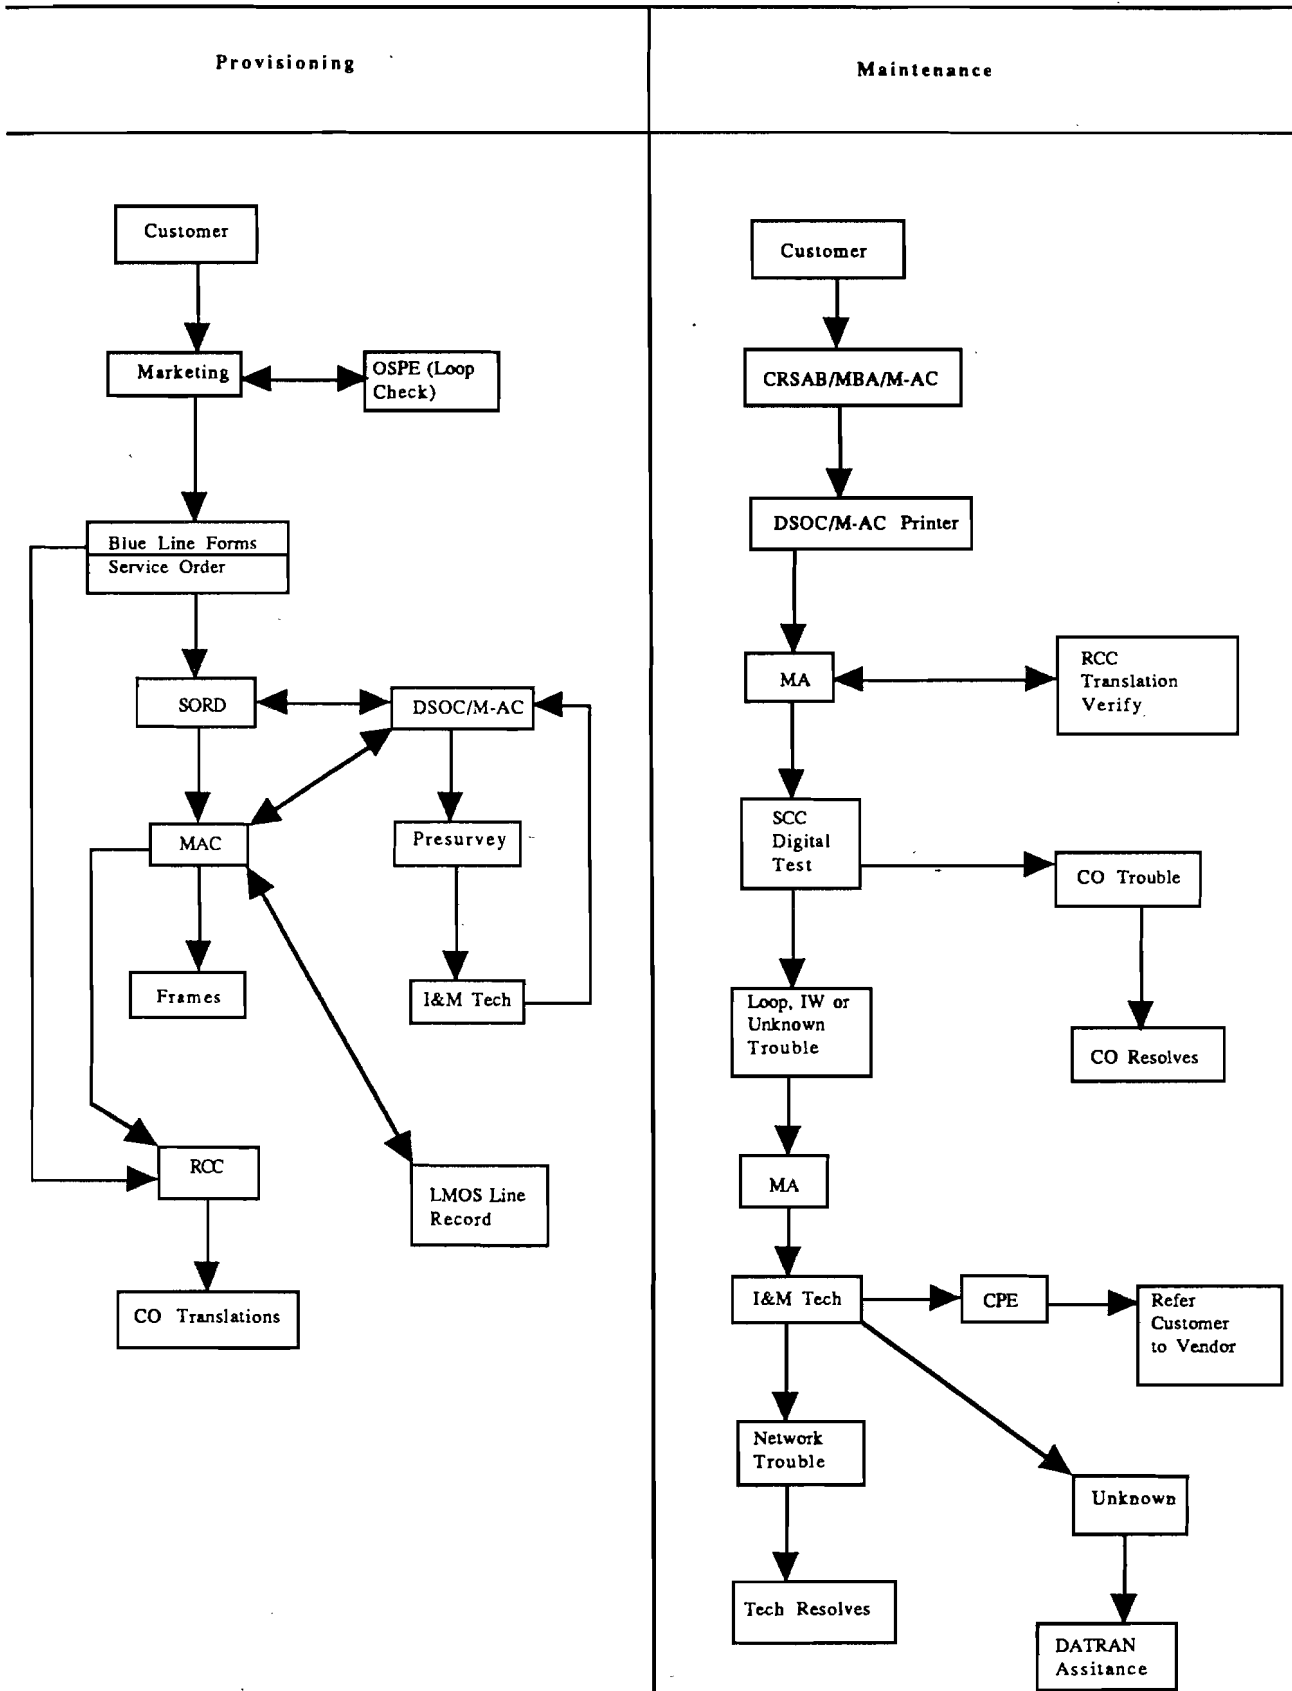 Provisioning
Maintenance
Customer
Marketing
OSPE (Loop
Check)
Blue Line Forms
Service Order
SORD
DSOC/M-AC
MAC
Presurvey
Frames
I&M Tech
RCC
LMOS Line
Record
CO Translations
Customer
CRSAB/MBA/M-AC
DSOC/M-AC Printer
MA
RCC
Translation
Verify
SCC
Digital
Test
CO Trouble
Loop, IW or
Unknown
Trouble
CO Resolves
MA
I&M Tech
CPE
Refer
Customer
to Vendor
Network
Trouble
Unknown
Tech Resolves
DATRAN
Assitance